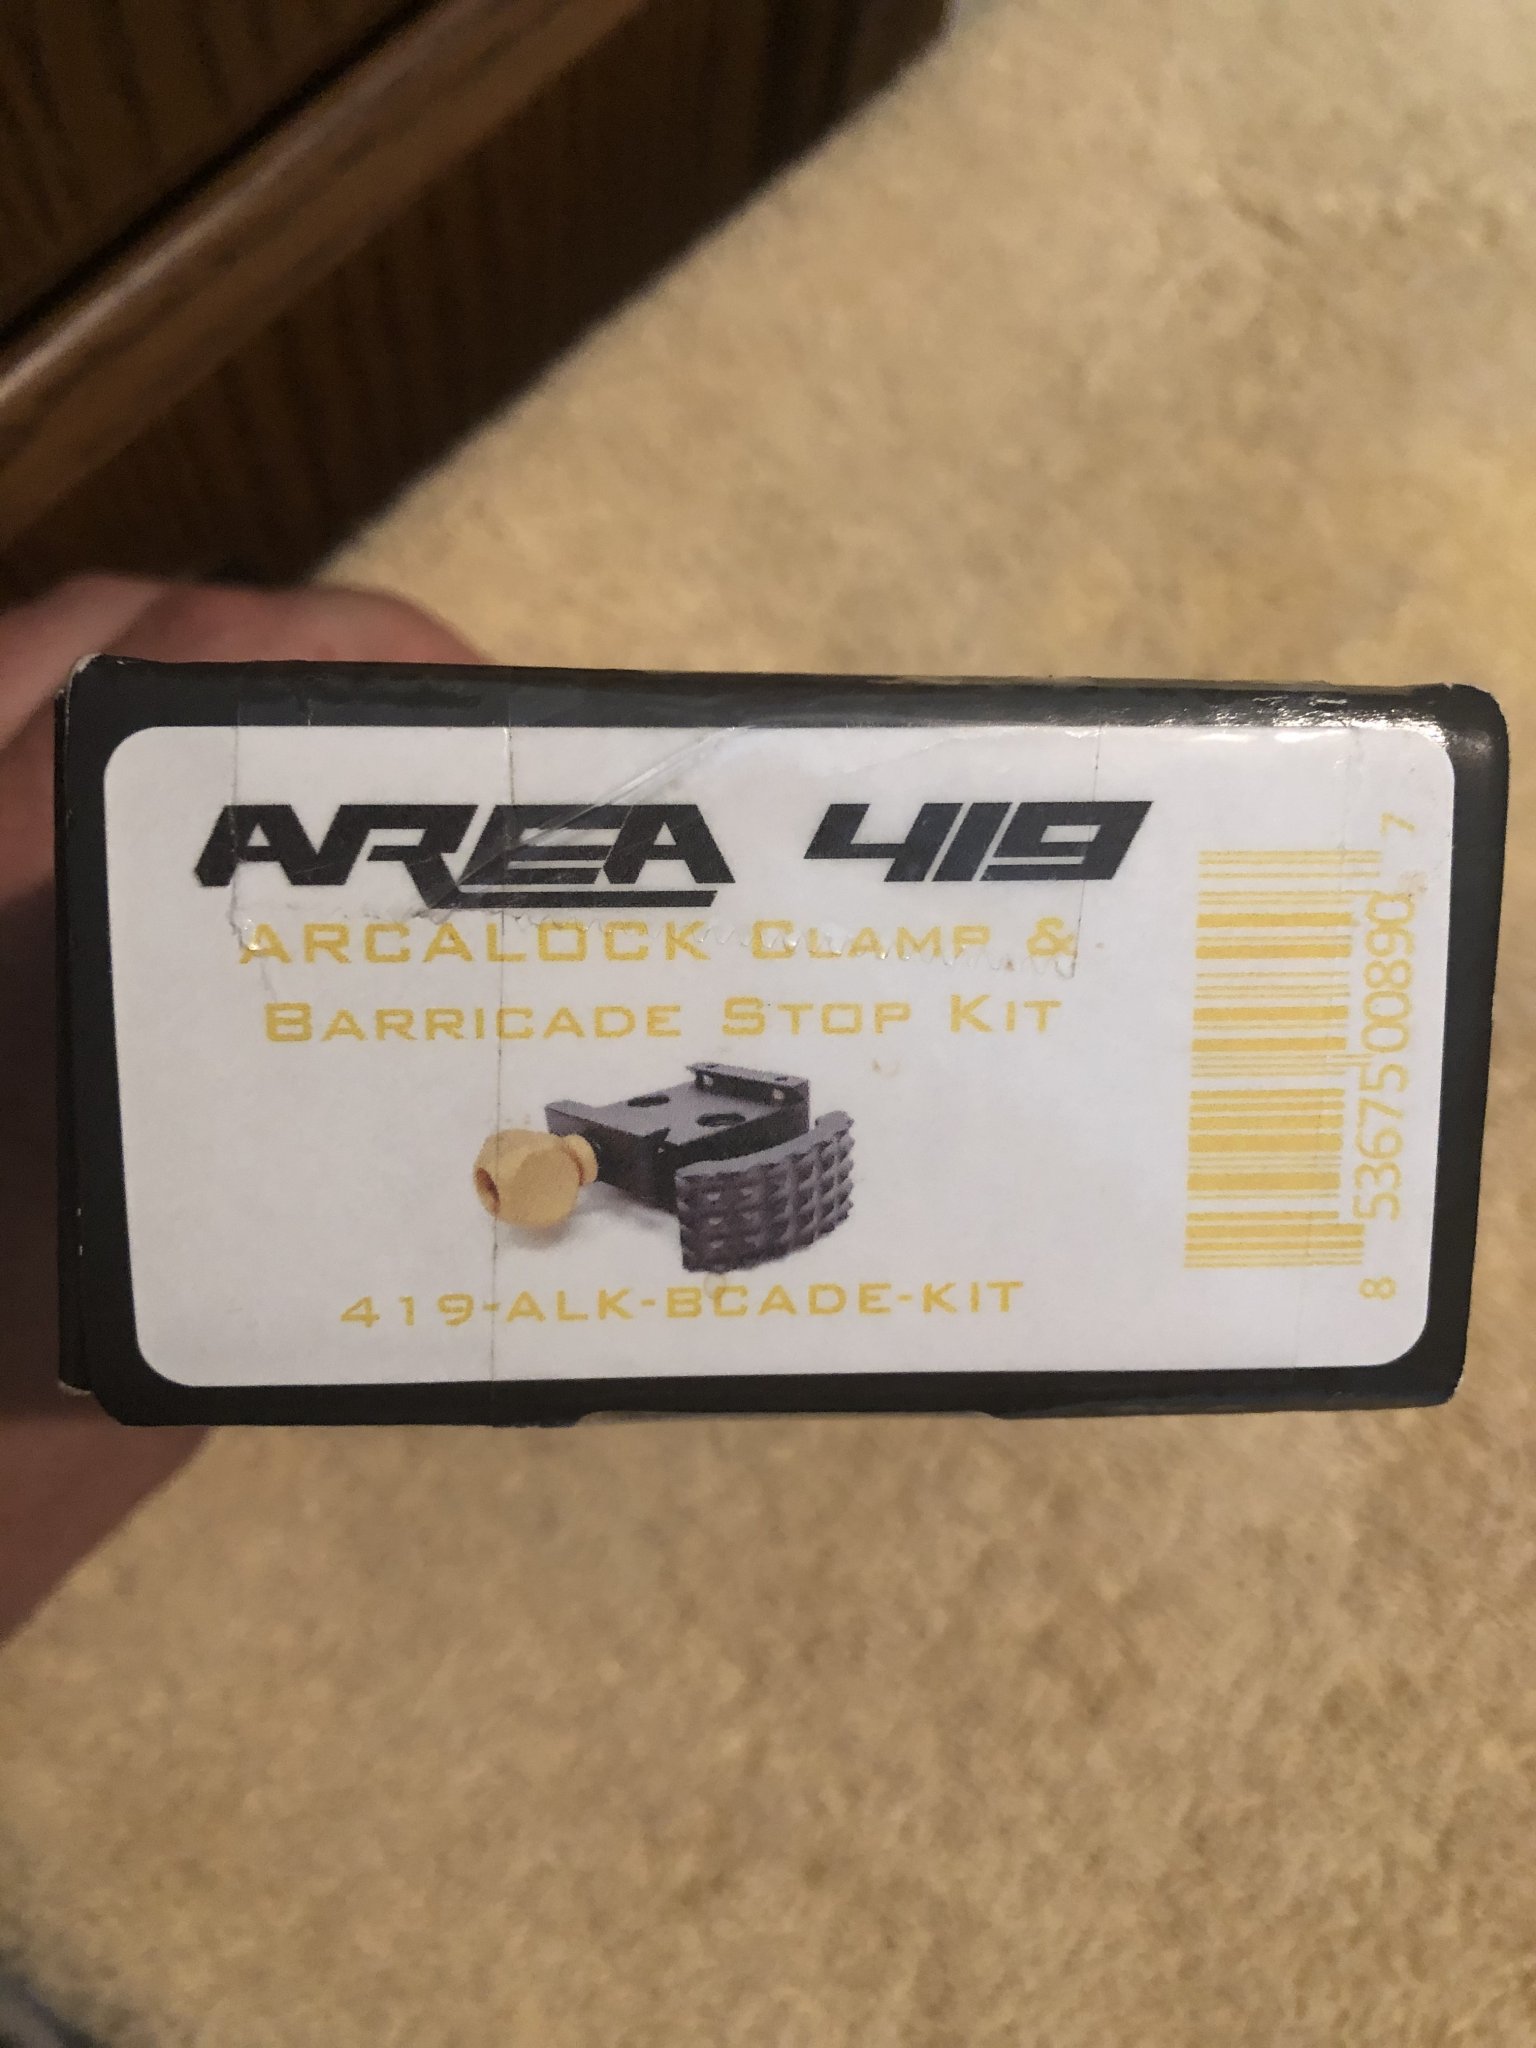 AREA 419
ARCALOCK CLAMP &
BARRICADE STOP KIT
419-ALK-BCADE-KIT
8 53675 00890 7